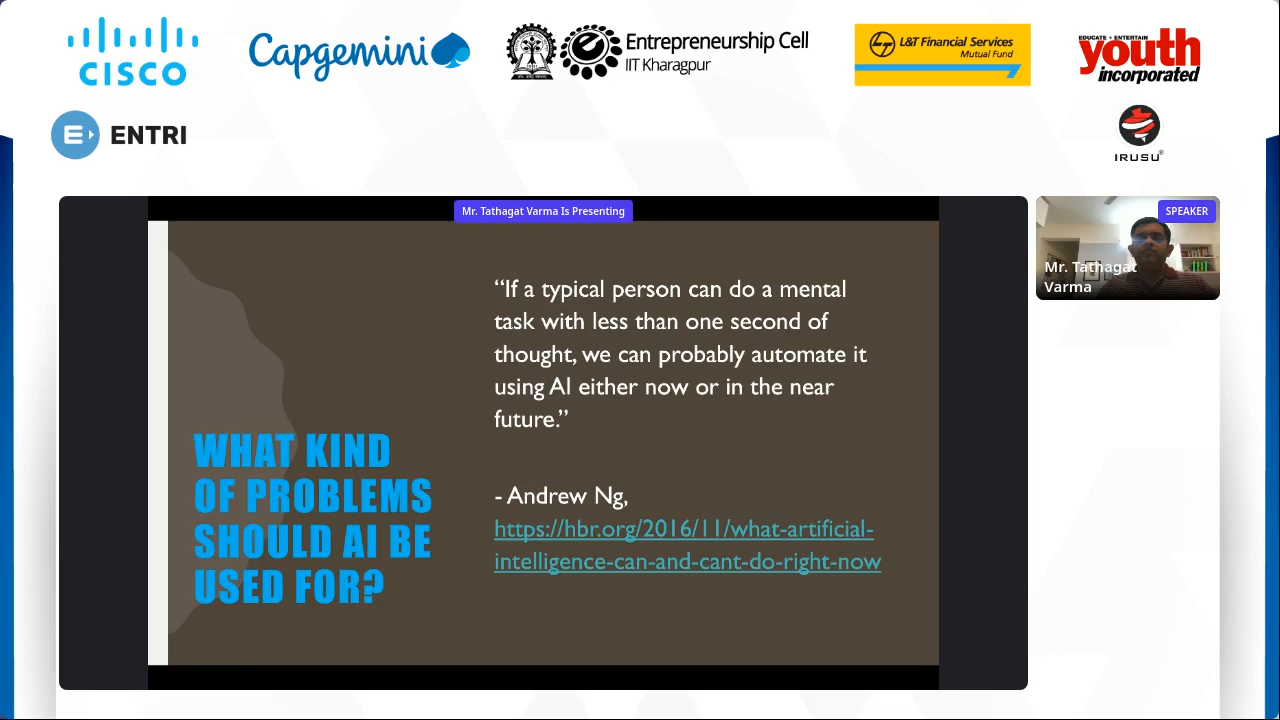 CISCO
Capgemini
Entrepreneurship Cell
IIT Kharagpur
L&T Financial Services
Mutual Fund
EDUCATE • ENTERTAIN
youth
incorporated
E ENTRI
IRUSU®
Mr. Tathagat Varma Is Presenting
SPEAKER
Mr. Tathagat
Varma
WHAT KIND
OF PROBLEMS
SHOULD AI BE
USED FOR?
“If a typical person can do a mental
task with less than one second of
thought, we can probably automate it
using AI either now or in the near
future.”
- Andrew Ng,
https://hbr.org/2016/11/what-artificial-
intelligence-can-and-cant-do-right-now